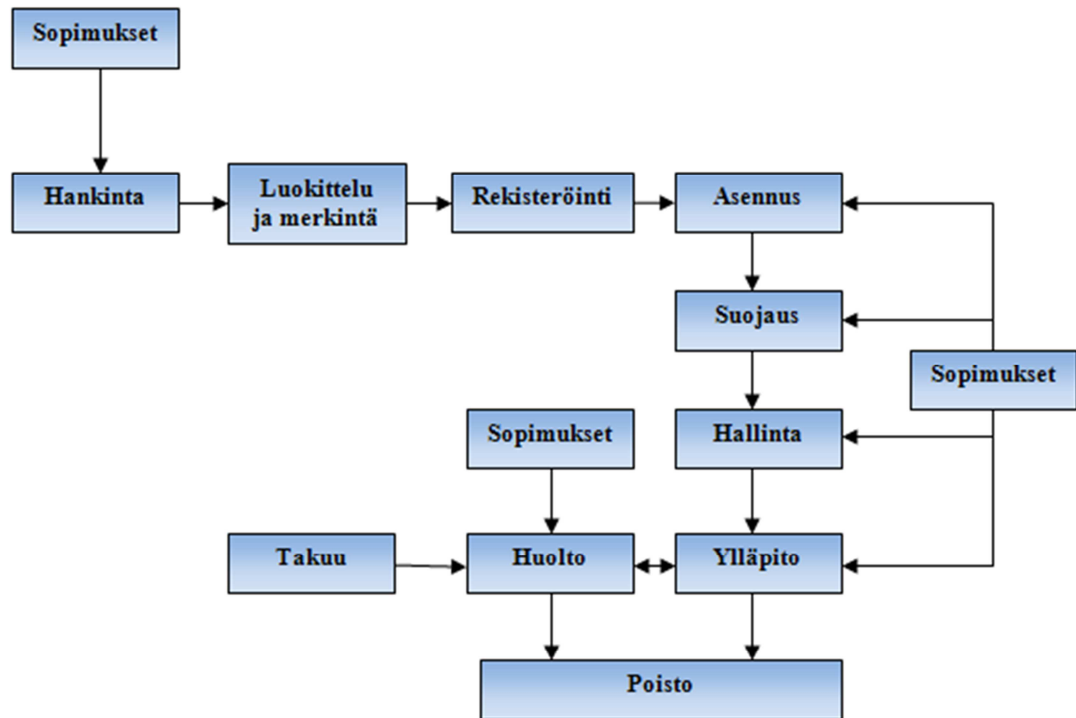 Sopimukset
Hankinta
Luokittelu
ja merkintä
Rekisteröinti
Asennus
Suojaus
Sopimukset
Sopimukset
Hallinta
Takuu
Huolto
Ylläpito
Poisto